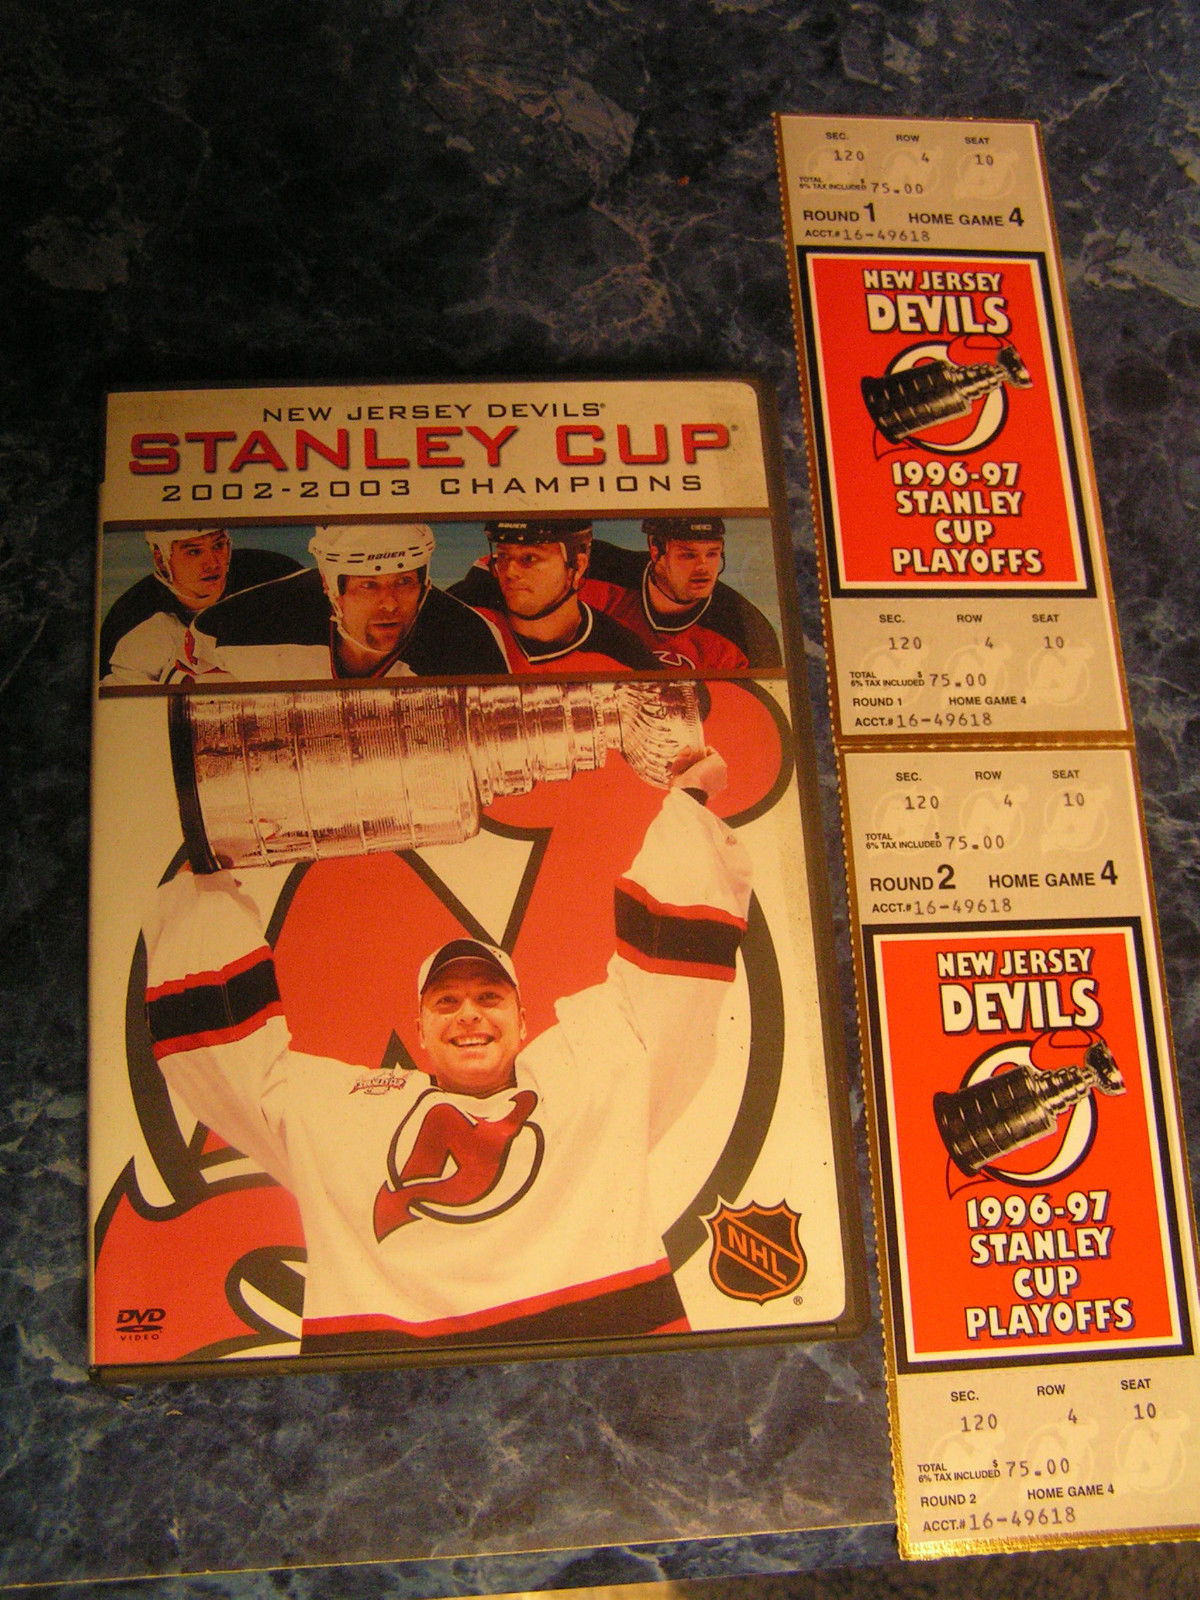 NEW JERSEY DEVILS®
STANLEY CUP®
2002-2003 CHAMPIONS
BAUER
BAUER
STANLEY CUP
NHL
®
DVD
VIDEO
SEC. ROW SEAT
120 4 10
TOTAL
6% TAX INCLUDED $ 75.00
ROUND 1 HOME GAME 4
ACCT.# 16-49618
NEW JERSEY
DEVILS
1996-97
STANLEY
CUP
PLAYOFFS
SEC. ROW SEAT
120 4 10
TOTAL
6% TAX INCLUDED $ 75.00
ROUND 1 HOME GAME 4
ACCT.# 16-49618
SEC. ROW SEAT
120 4 10
TOTAL
6% TAX INCLUDED $ 75.00
ROUND 2 HOME GAME 4
ACCT.# 16-49618
NEW JERSEY
DEVILS
1996-97
STANLEY
CUP
PLAYOFFS
SEC. ROW SEAT
120 4 10
TOTAL
6% TAX INCLUDED $ 75.00
ROUND 2 HOME GAME 4
ACCT.# 16-49618